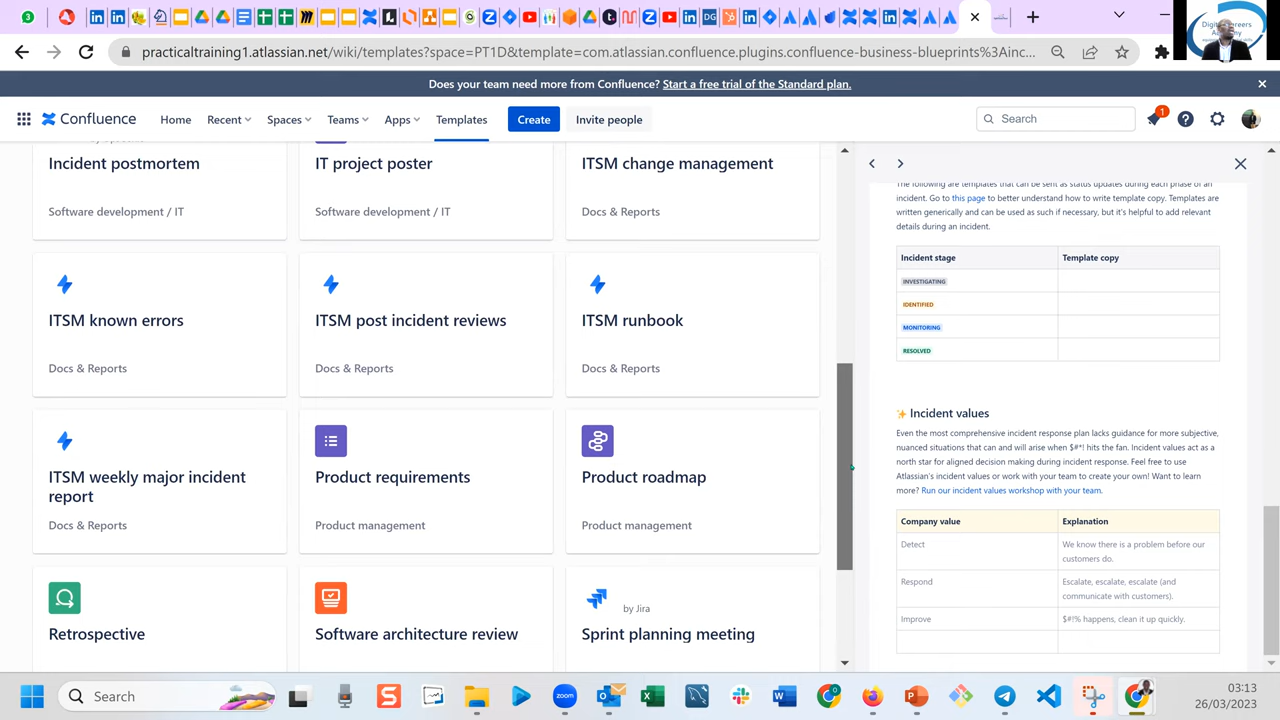 practicaltraining1.atlassian.net/wiki/templates?space=PT1D&template=com.atlassian.confluence.plugins.confluence-business-blueprints%3Ainc...
Does your team need more from Confluence? Start a free trial of the Standard plan.
Confluence
Home
Recent
Spaces
Teams
Apps
Templates
Create
Invite people
Search
1
Incident postmortem
Software development / IT
IT project poster
Software development / IT
ITSM change management
Docs & Reports
ITSM known errors
Docs & Reports
ITSM post incident reviews
Docs & Reports
ITSM runbook
Docs & Reports
ITSM weekly major incident
report
Docs & Reports
Product requirements
Product management
Product roadmap
Product management
Retrospective
Software architecture review
by Jira
Sprint planning meeting
The following are templates that can be sent as status updates during each phase of an
incident. Go to this page to better understand how to write template copy. Templates are
written generically and can be used as such if necessary, but it's helpful to add relevant
details during an incident.
Incident stage
Template copy
INVESTIGATING
IDENTIFIED
MONITORING
RESOLVED
✨ Incident values
Even the most comprehensive incident response plan lacks guidance for more subjective,
nuanced situations that can and will arise when $#*! hits the fan. Incident values act as a
north star for aligned decision making during incident response. Feel free to use
Atlassian's incident values or work with your team to create your own! Want to learn
more? Run our incident values workshop with your team.
Company value
Explanation
Detect
We know there is a problem before our
customers do.
Respond
Escalate, escalate, escalate (and
communicate with customers).
Improve
$#!% happens, clean it up quickly.
Search
zoom
03:13
26/03/2023